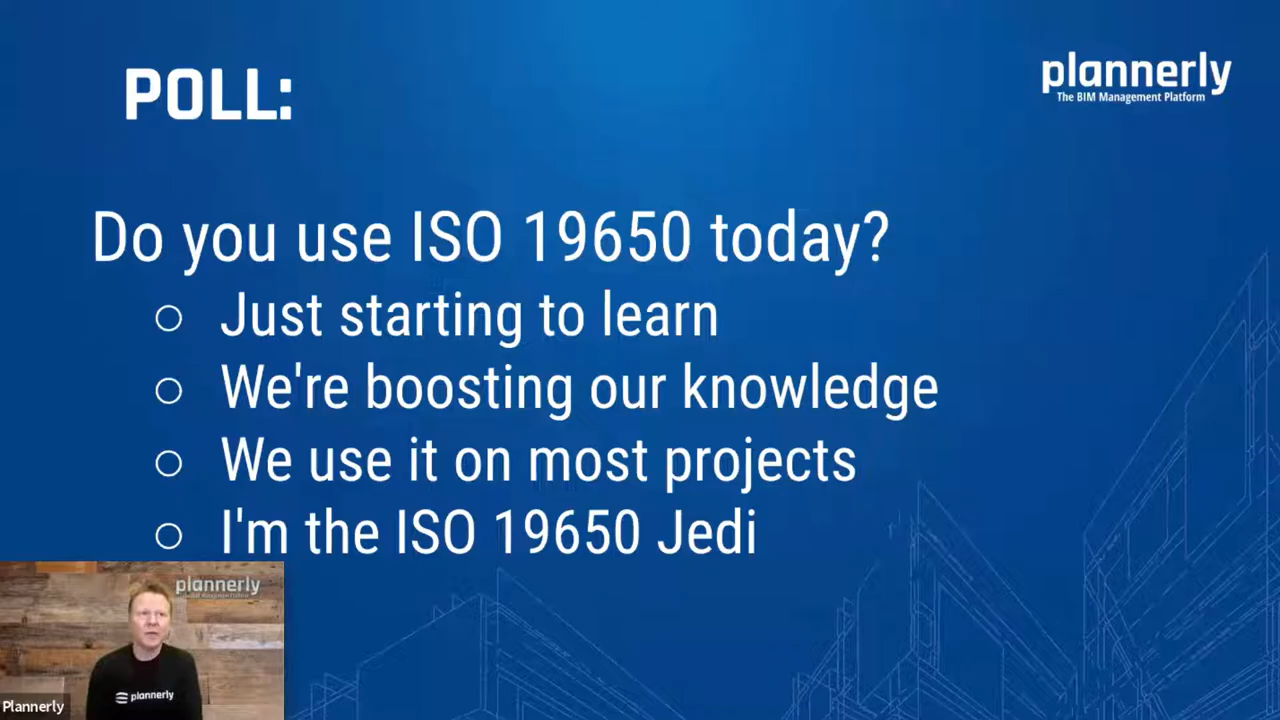 POLL:
plannerly
The BIM Management Platform
Do you use ISO 19650 today?
○ Just starting to learn
○ We're boosting our knowledge
○ We use it on most projects
○ I'm the ISO 19650 Jedi
plannerly
plannerly
Plannerly